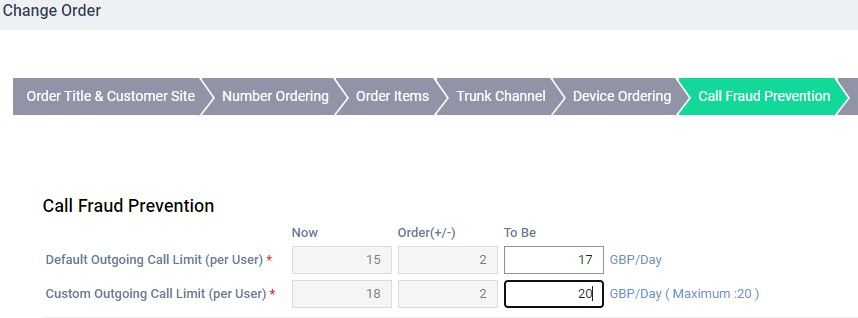 Change Order
Order Title & Customer Site Number Ordering Order Items Trunk Channel Device Ordering Call Fraud Prevention
Call Fraud Prevention
Now Order(+/-) To Be
Default Outgoing Call Limit (per User) * 15 2 17 GBP/Day
Custom Outgoing Call Limit (per User) * 18 2 20 GBP/Day ( Maximum :20 )